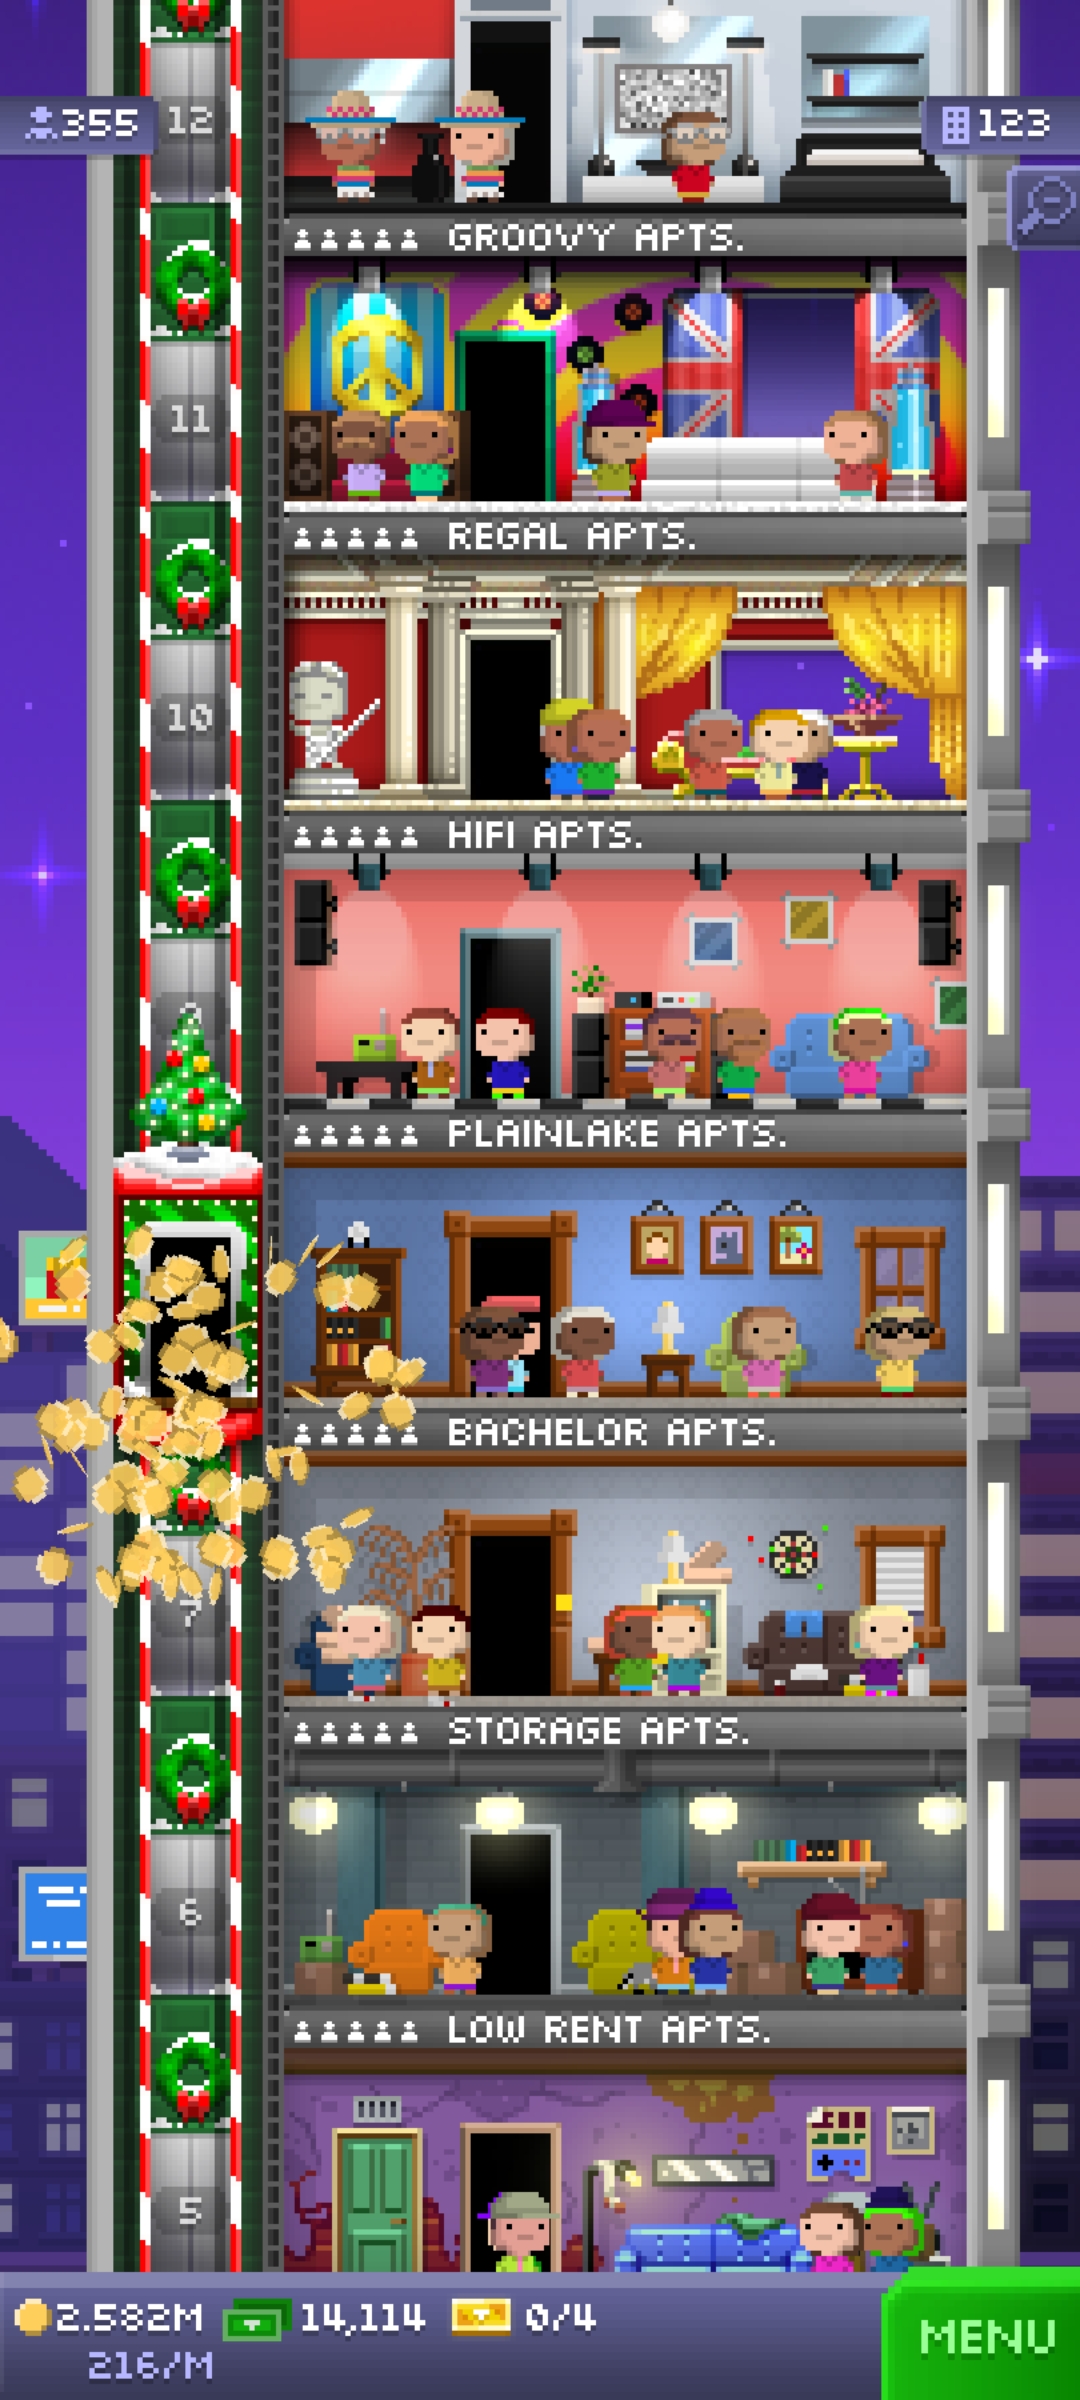 355
12
123
GROOVY APTS.
11
REGAL APTS.
10
HIFI APTS.
PLAINLAKE APTS.
BACHELOR APTS.
7
STORAGE APTS.
6
LOW RENT APTS.
5
2.582M 14,114 0/4
216/M
MENU